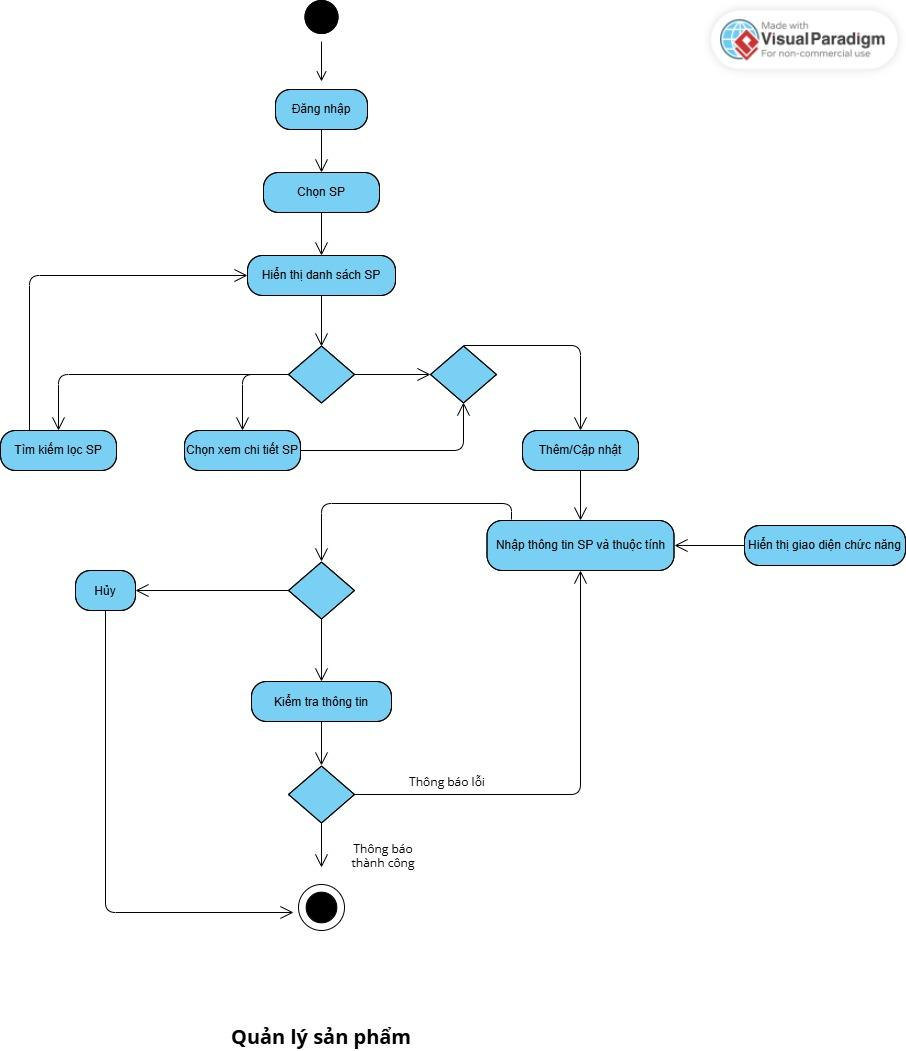 Made with
VisualParadigm
For non-commercial use
Đăng nhập
Chọn SP
Hiển thị danh sách SP
Tìm kiếm lọc SP
Chọn xem chi tiết SP
Thêm/Cập nhật
Nhập thông tin SP và thuộc tính
Hiển thị giao diện chức năng
Hủy
Kiểm tra thông tin
Thông báo lỗi
Thông báo
thành công
Quản lý sản phẩm